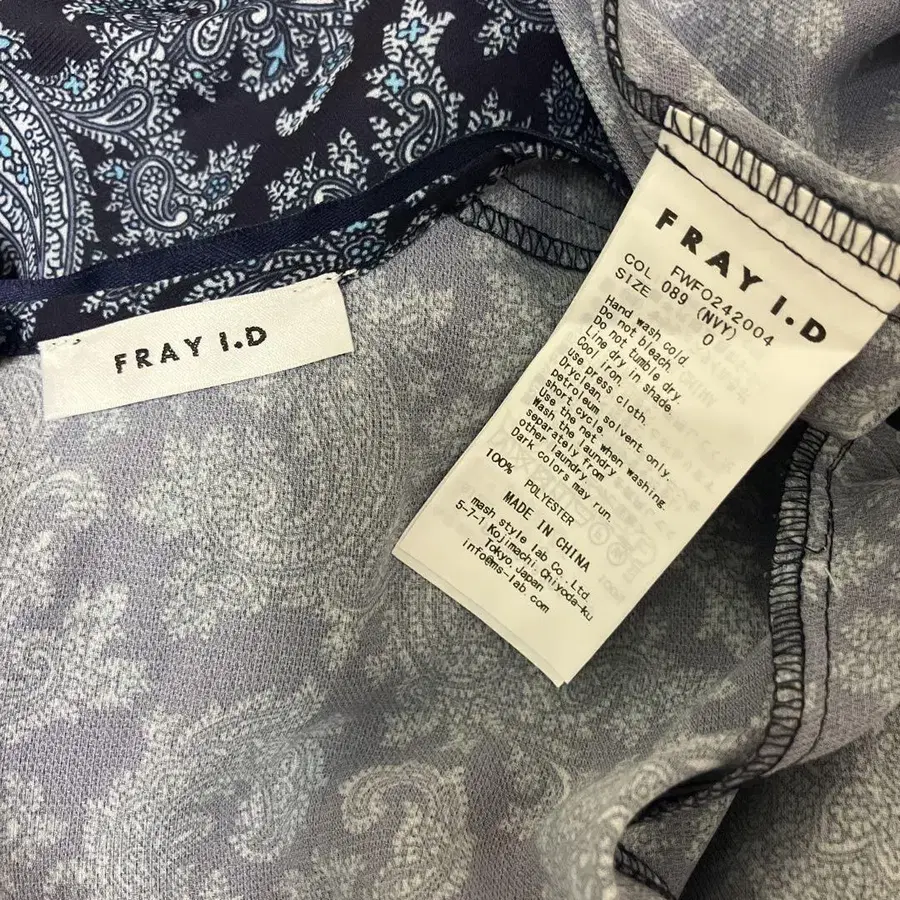 FRAY I.D
FRAY I.D
FWFO242004
COL 089 (NVY)
SIZE 0
Hand wash cold.
Do not bleach.
Do not tumble dry.
Line dry in shade.
Cool iron.
use press cloth.
Dryclean.
petroleum solvent only.
short cycle.
Use the net when washing.
Wash the laundry
separately from
other laundry
Dark colors may run.
100% POLYESTER
MADE IN CHINA
mash style lab Co., Ltd.
5-7-1 Kojimachi, Chiyoda-ku
Tokyo, Japan
info@ms-lab.com